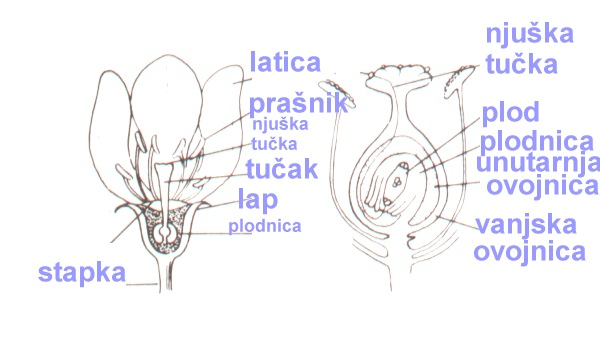 latica
prašnik
njuška
tučka
tučak
lap
plodnica
stapka
njuška
tučka
plod
plodnica
unutarnja
ovojnica
vanjska
ovojnica